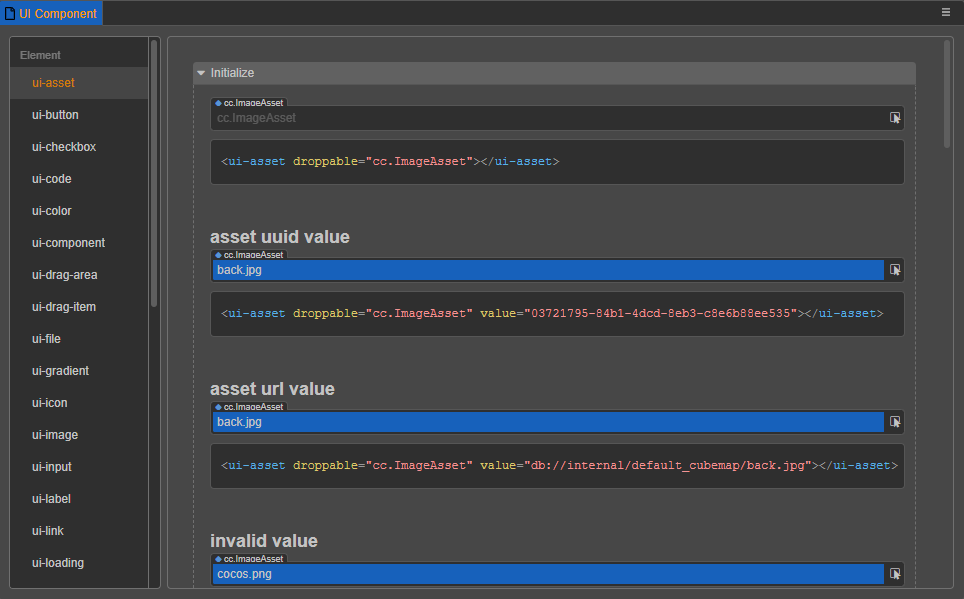 UI Component
Element
ui-asset
ui-button
ui-checkbox
ui-code
ui-color
ui-component
ui-drag-area
ui-drag-item
ui-file
ui-gradient
ui-icon
ui-image
ui-input
ui-label
ui-link
ui-loading
Initialize
cc.ImageAsset
cc.ImageAsset
<ui-asset droppable="cc.ImageAsset"></ui-asset>
asset uuid value
cc.ImageAsset
back.jpg
<ui-asset droppable="cc.ImageAsset" value="03721795-84b1-4dcd-8eb3-c8e6b88ee535"></ui-asset>
asset url value
cc.ImageAsset
back.jpg
<ui-asset droppable="cc.ImageAsset" value="db://internal/default_cubemap/back.jpg"></ui-asset>
invalid value
cc.ImageAsset
cocos.png